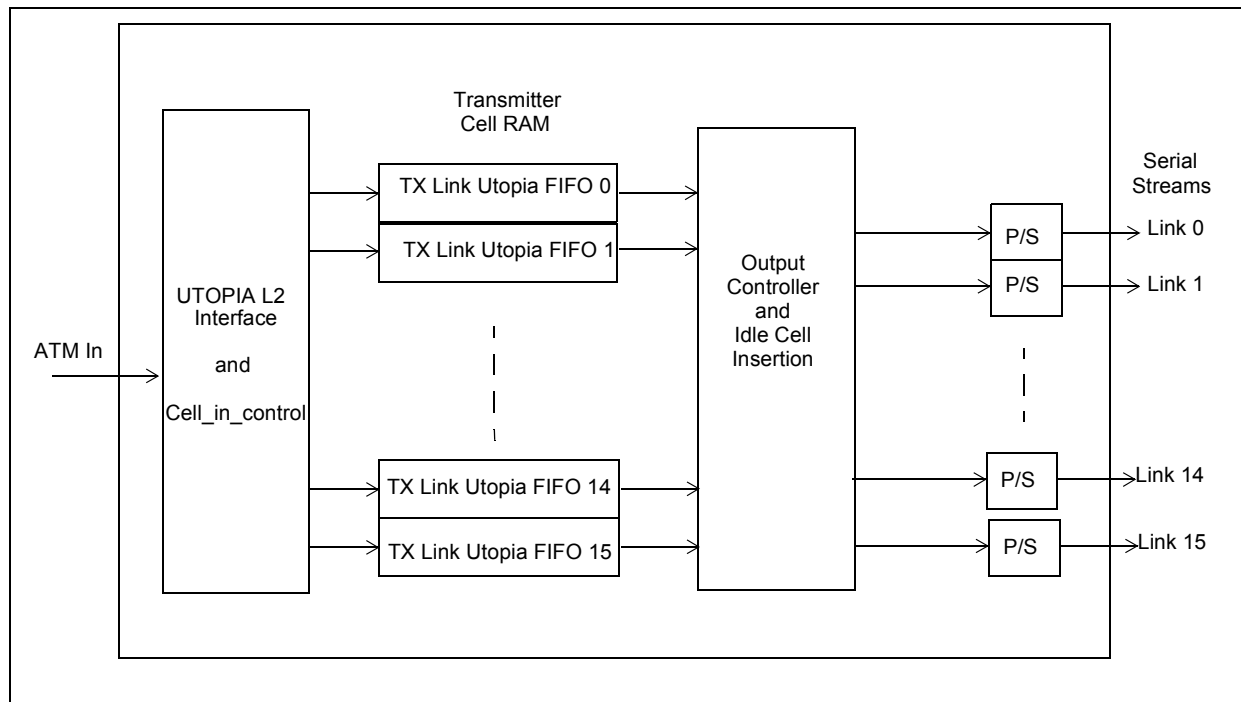 Transmitter
Cell RAM
Serial
Streams
TX Link Utopia FIFO 0
TX Link Utopia FIFO 1
P/S
Link 0
P/S
Link 1
UTOPIA L2
Interface
and
Cell_in_control
Output
Controller
and
Idle Cell
Insertion
ATM In
TX Link Utopia FIFO 14
TX Link Utopia FIFO 15
P/S
Link 14
P/S
Link 15